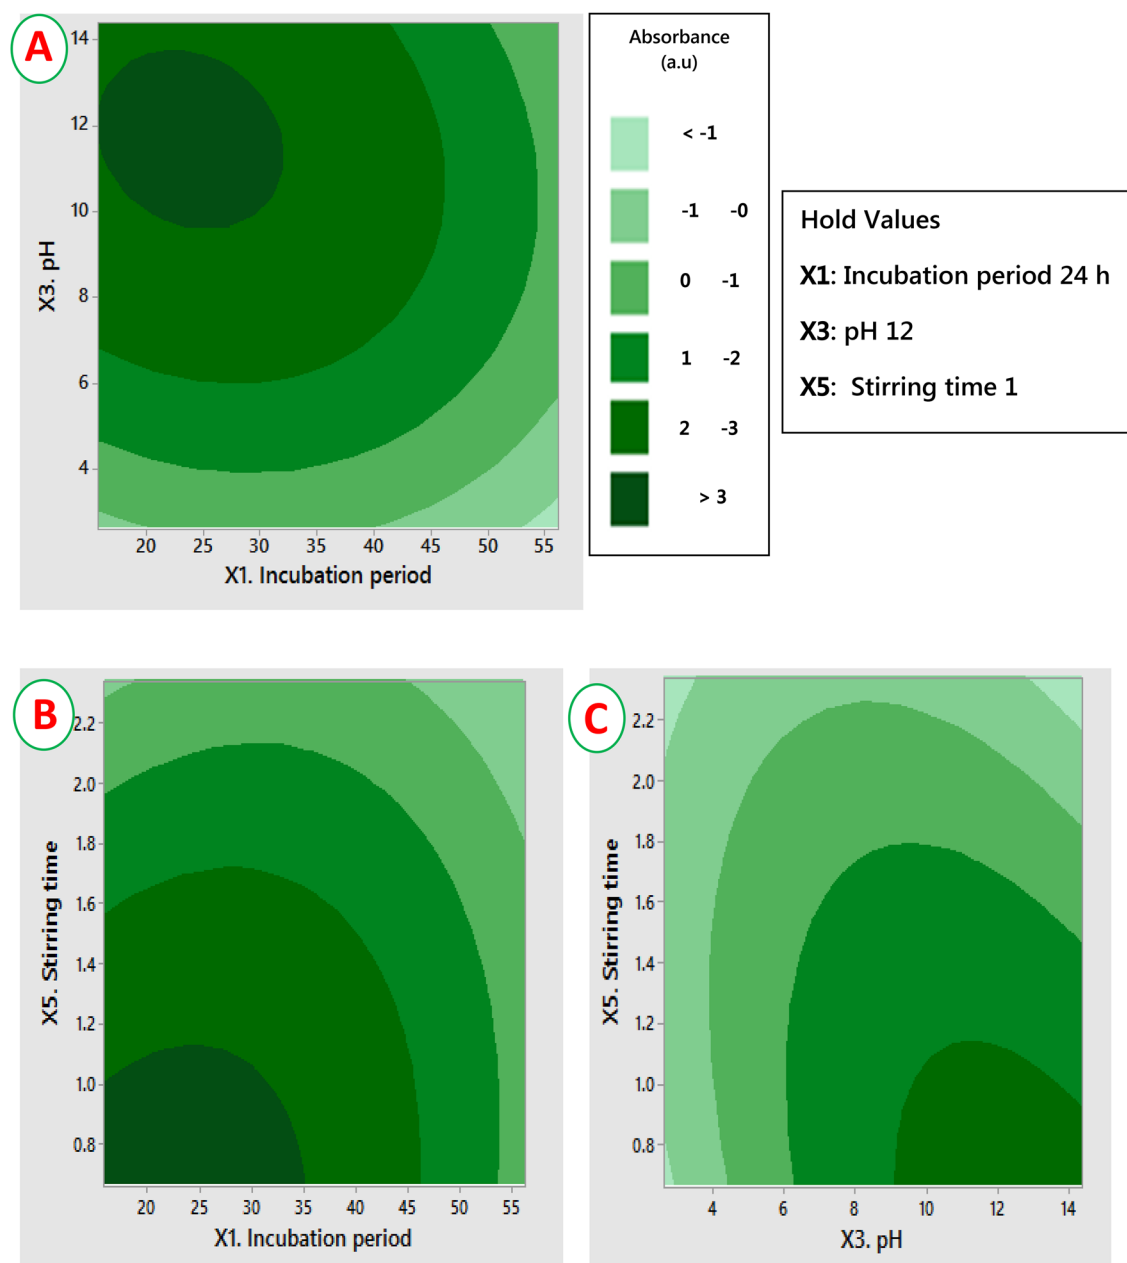 A
14
12
10
8
6
4
X3. pH
20 25 30 35 40 45 50 55
X1. Incubation period
Absorbance
(a.u)
< -1
-1 -0
0 -1
1 -2
2 -3
> 3
Hold Values
X1: Incubation period 24 h
X3: pH 12
X5: Stirring time 1
B
2.2
2.0
1.8
1.6
1.4
1.2
1.0
0.8
X5. Stirring time
20 25 30 35 40 45 50 55
X1. Incubation period
C
2.2
2.0
1.8
1.6
1.4
1.2
1.0
0.8
X5. Stirring time
4 6 8 10 12 14
X3. pH